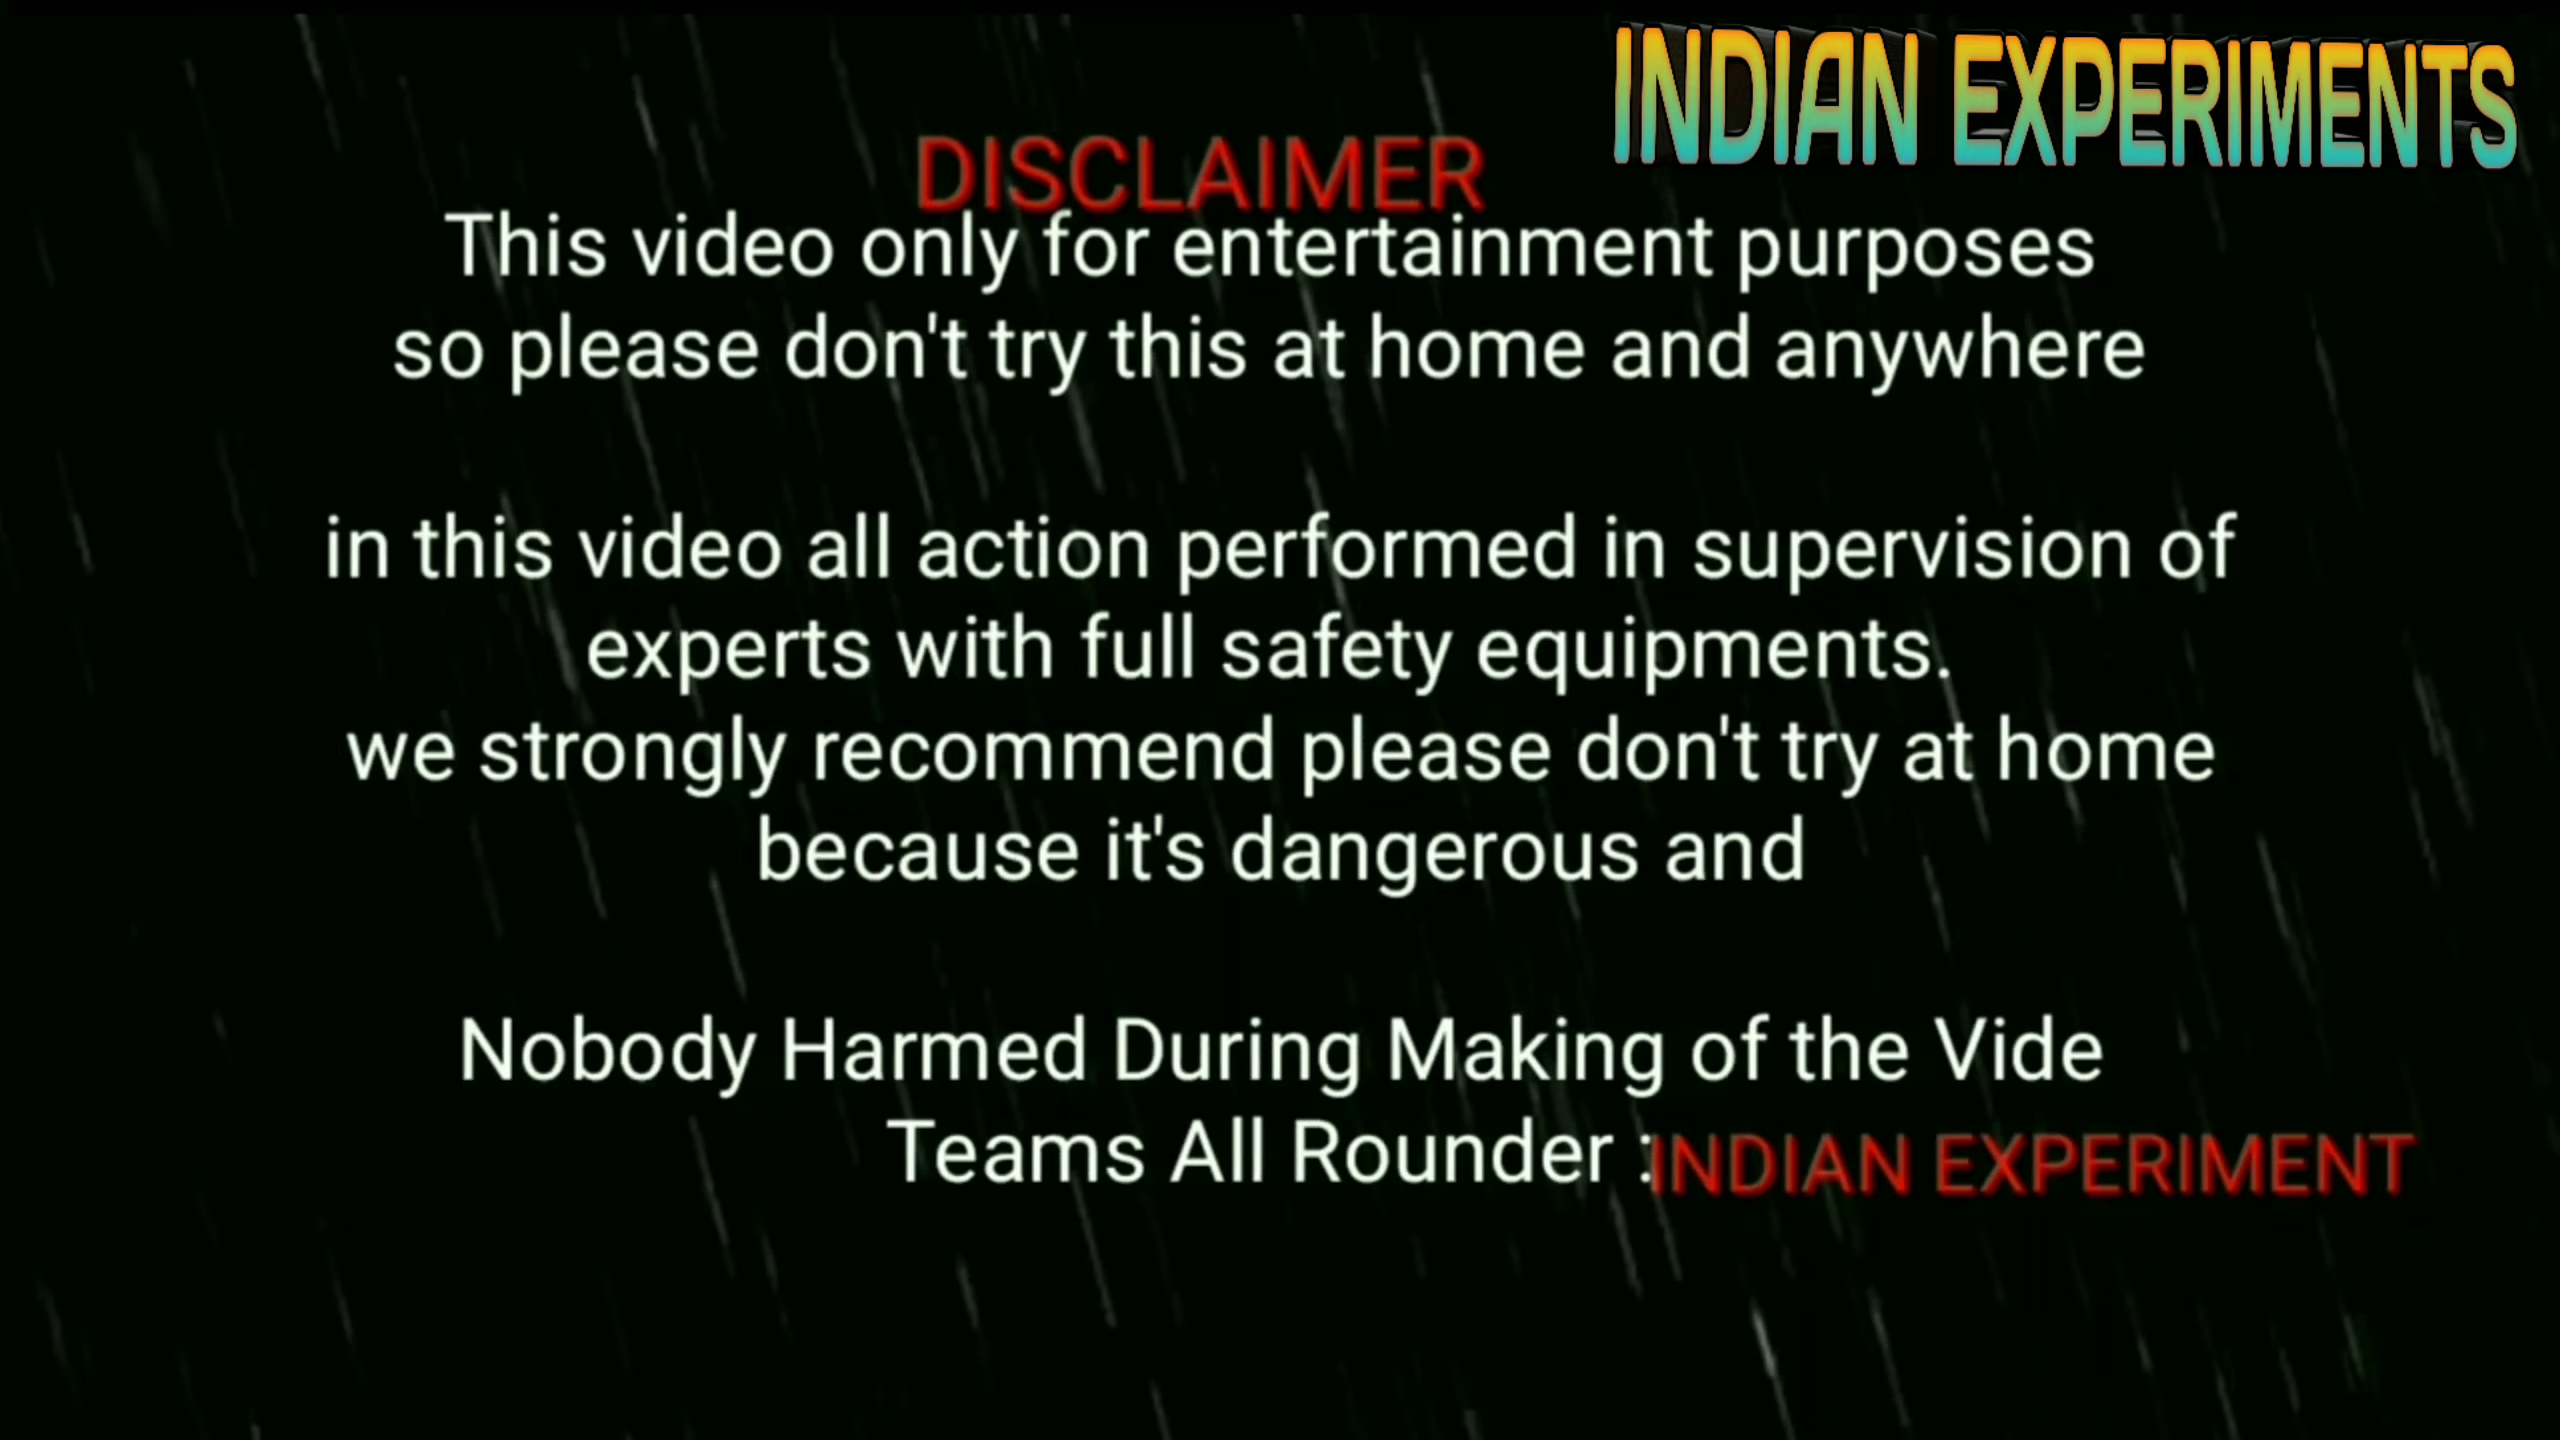 INDIAN EXPERIMENTS
DISCLAIMER
This video only for entertainment purposes
so please don't try this at home and anywhere
in this video all action performed in supervision of
experts with full safety equipments.
we strongly recommend please don't try at home
because it's dangerous and
Nobody Harmed During Making of the Vide
Teams All Rounder :INDIAN EXPERIMENT